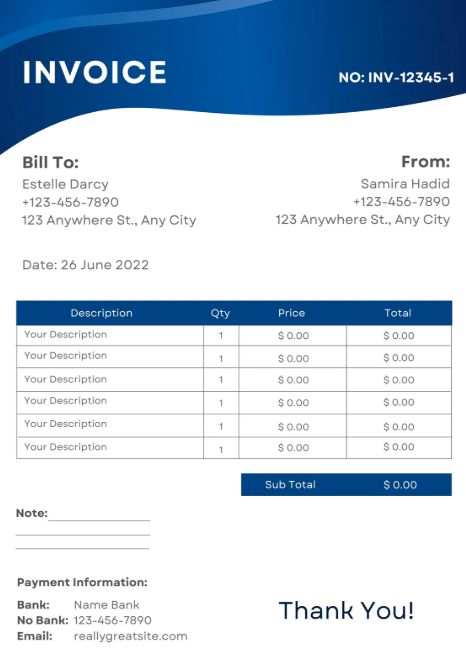 INVOICE
NO: INV-12345-1
Bill To:
Estelle Darcy
+123-456-7890
123 Anywhere St., Any City
From:
Samira Hadid
+123-456-7890
123 Anywhere St., Any City
Date: 26 June 2022
Description Qty Price Total
Your Description 1 $ 0.00 $ 0.00
Your Description 1 $ 0.00 $ 0.00
Your Description 1 $ 0.00 $ 0.00
Your Description 1 $ 0.00 $ 0.00
Your Description 1 $ 0.00 $ 0.00
Your Description 1 $ 0.00 $ 0.00
Sub Total $ 0.00
Note:
Payment Information:
Bank: Name Bank
No Bank: 123-456-7890
Email: reallygreatsite.com
Thank You!